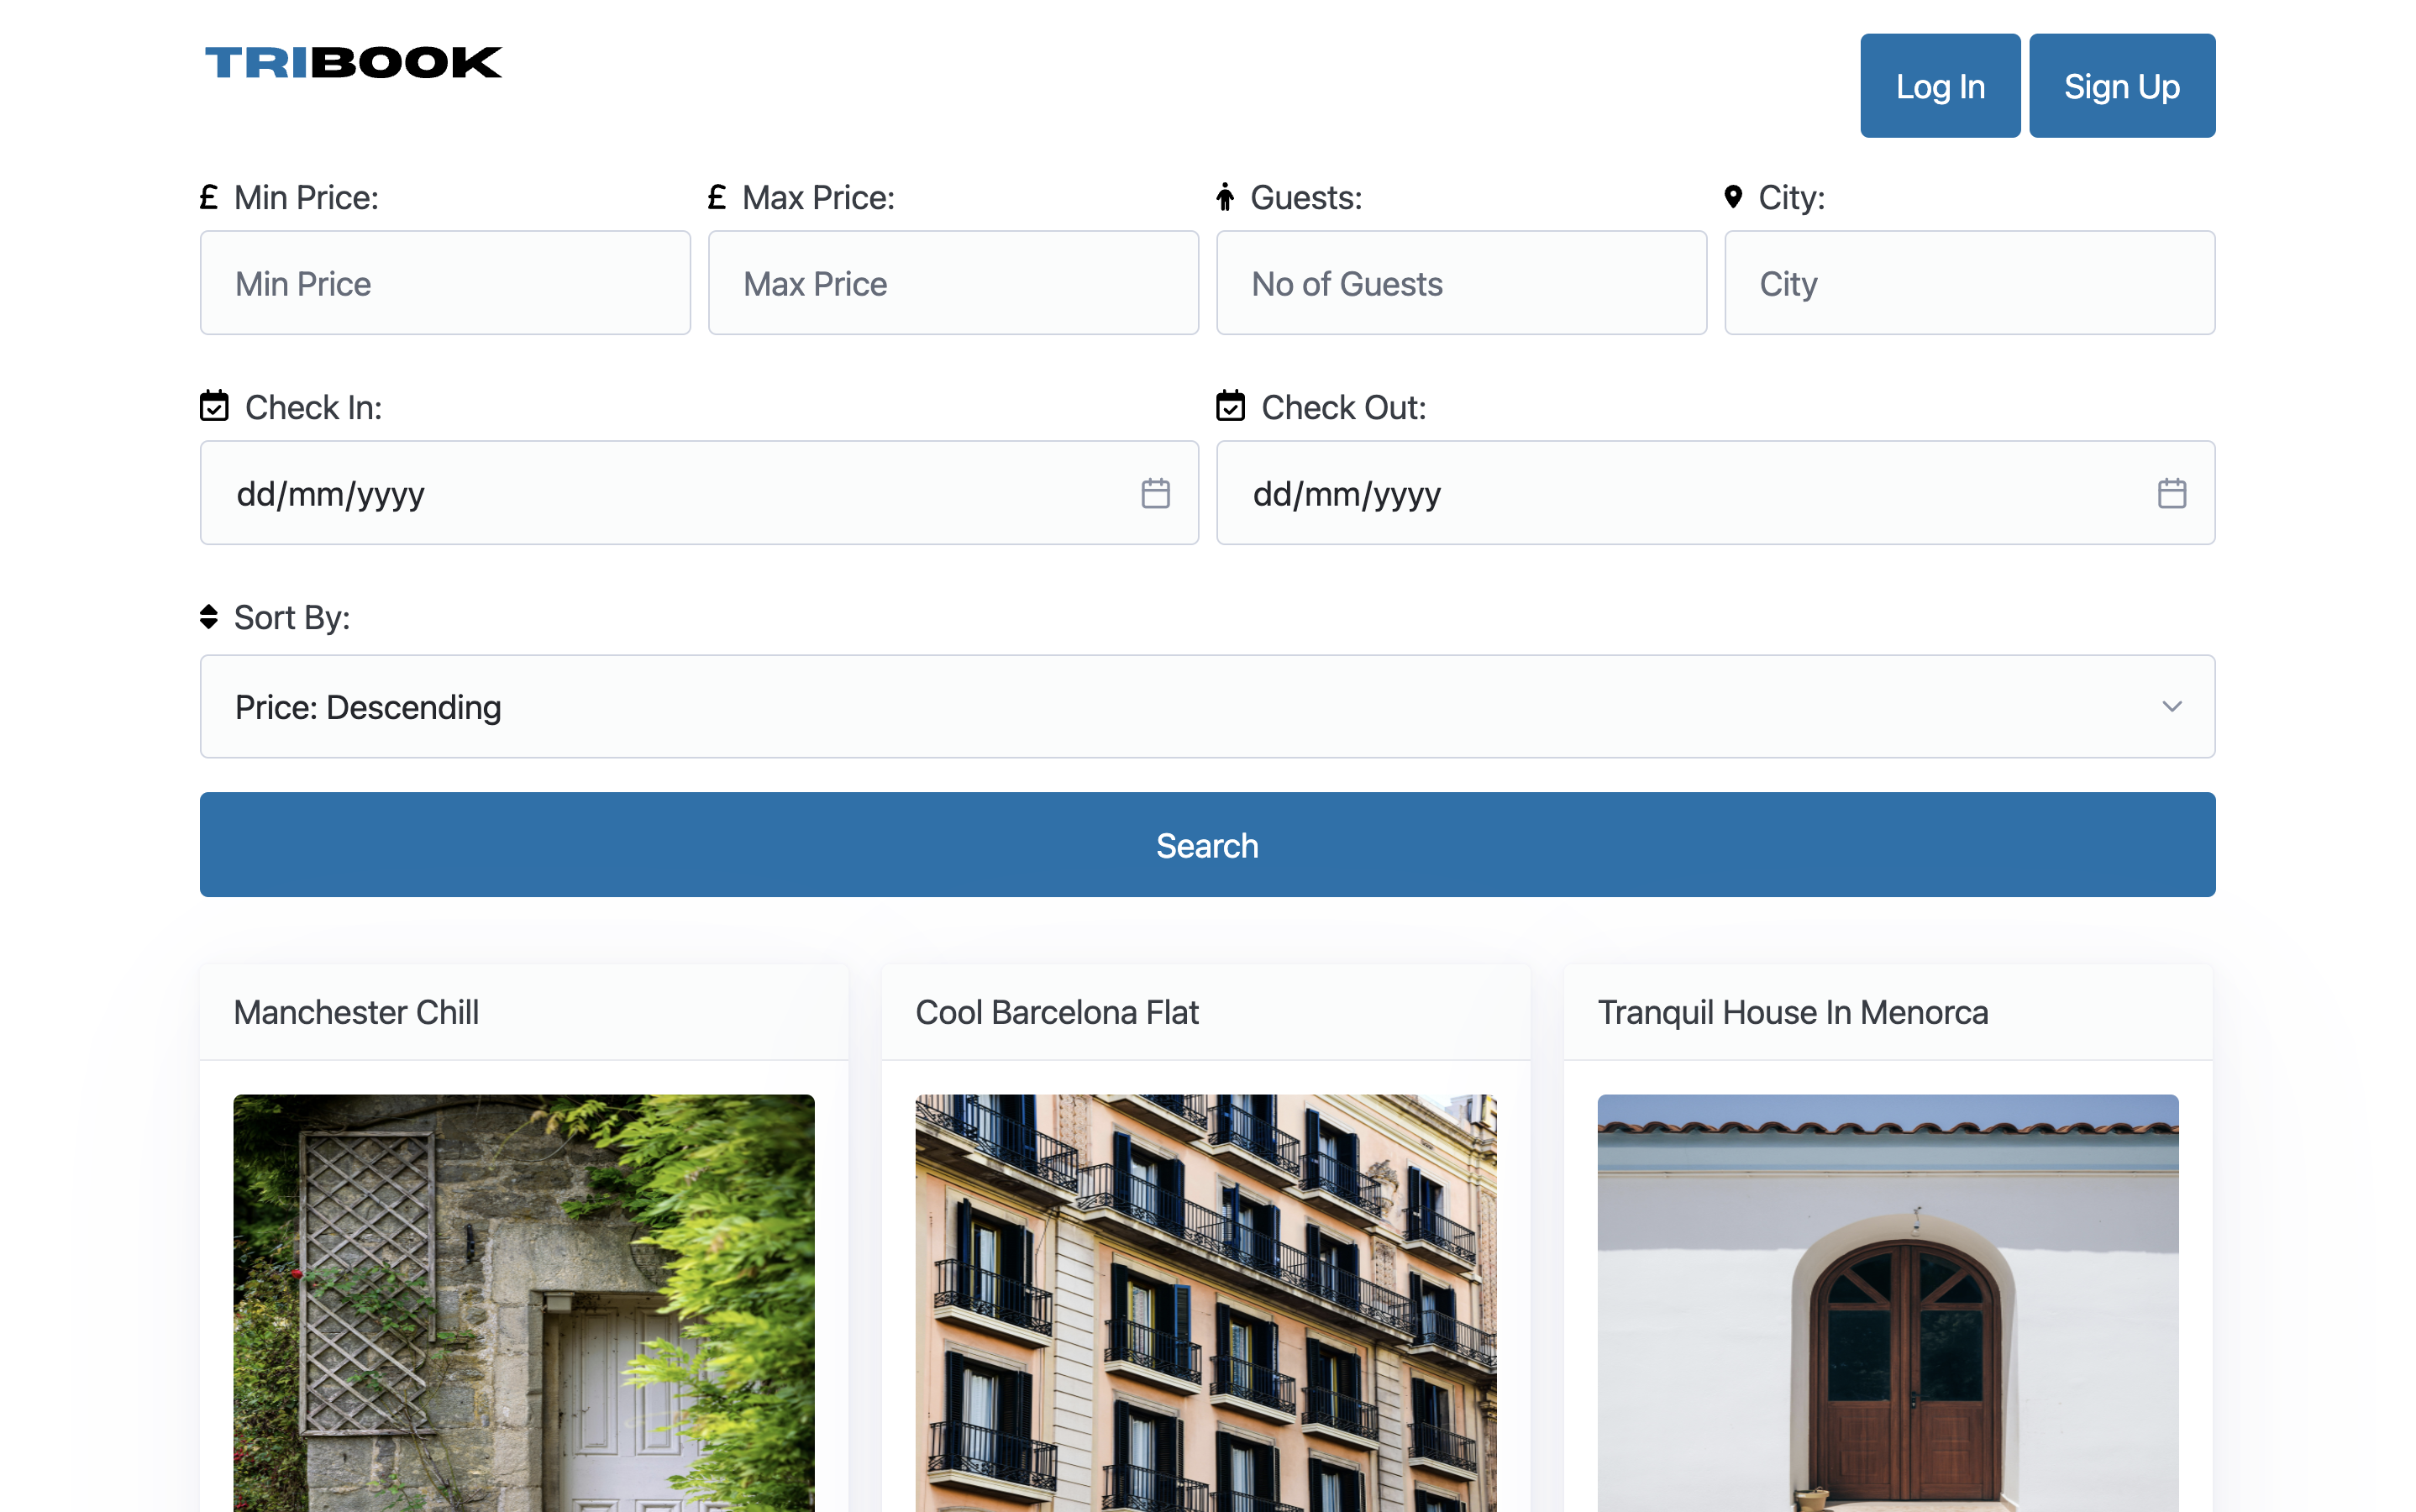 TRIBOOK
Log In
Sign Up
£ Min Price:
£ Max Price:
Guests:
City:
Min Price
Max Price
No of Guests
City
Check In:
Check Out:
dd/mm/yyyy
dd/mm/yyyy
Sort By:
Price: Descending
Search
Manchester Chill
Cool Barcelona Flat
Tranquil House In Menorca